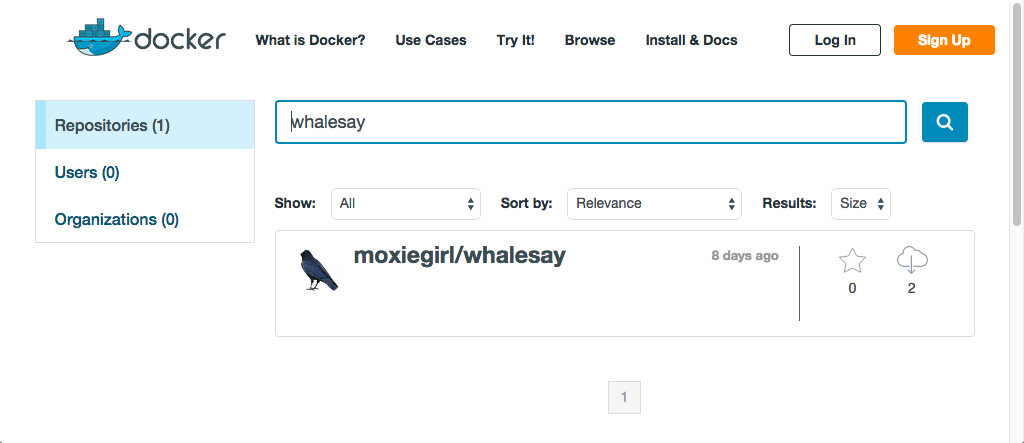 docker What is Docker? Use Cases Try It! Browse Install & Docs Log In Sign Up
Repositories (1)
Users (0)
Organizations (0)
whalesay
Show: All Sort by: Relevance Results: Size
moxiegirl/whalesay 8 days ago
0 2
1